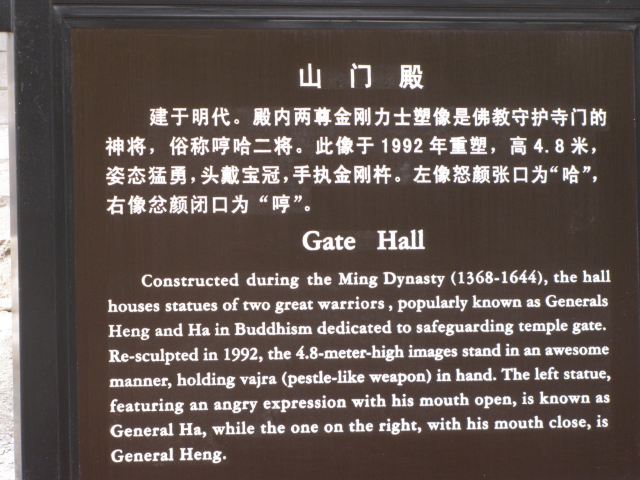 山门殿
建于明代。殿内两尊金刚力士塑像是佛教守护寺门的
神将，俗称哼哈二将。此像于1992年重塑，高4.8米，
姿态猛勇，头戴宝冠，手执金刚杵。左像怒颜张口为“哈”，
右像忿颜闭口为“哼”。
Gate Hall
Constructed during the Ming Dynasty (1368-1644), the hall
houses statues of two great warriors, popularly known as Generals
Heng and Ha in Buddhism dedicated to safeguarding temple gate.
Re-sculpted in 1992, the 4.8-meter-high images stand in an awesome
manner, holding vajra (pestle-like weapon) in hand. The left statue,
featuring an angry expression with his mouth open, is known as
General Ha, while the one on the right, with his mouth close, is
General Heng.